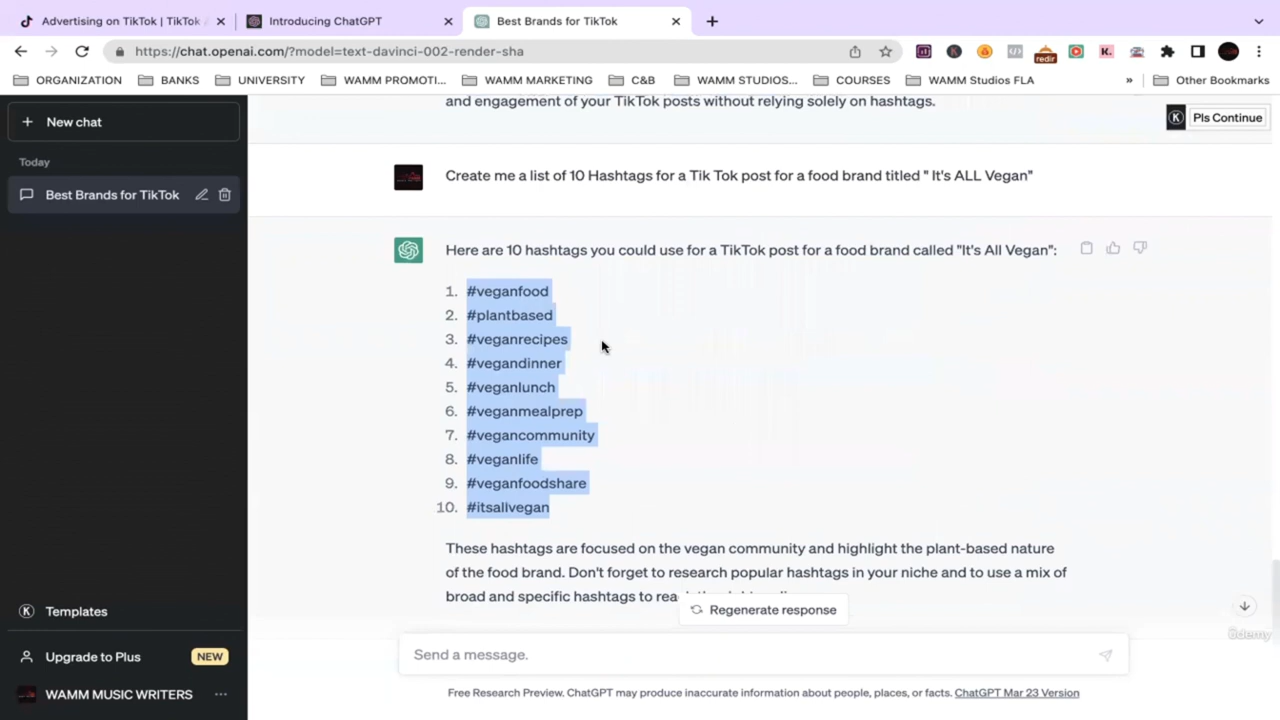 Advertising on TikTok | TikTok
Introducing ChatGPT
Best Brands for TikTok
https://chat.openai.com/?model=text-davinci-002-render-sha
redir
K.
ORGANIZATION
BANKS
UNIVERSITY
WAMM PROMOTI...
WAMM MARKETING
C&B
WAMM STUDIOS...
COURSES
WAMM Studios FLA
»
Other Bookmarks
+ New chat
Today
Best Brands for TikTok
Templates
Upgrade to Plus NEW
WAMM MUSIC WRITERS ...
and engagement of your TikTok posts without relying solely on hashtags.
Pls Continue
Create me a list of 10 Hashtags for a Tik Tok post for a food brand titled " It's ALL Vegan"
Here are 10 hashtags you could use for a TikTok post for a food brand called "It's All Vegan":
1. #veganfood
2. #plantbased
3. #veganrecipes
4. #vegandinner
5. #veganlunch
6. #veganmealprep
7. #vegancommunity
8. #veganlife
9. #veganfoodshare
10. #itsallvegan
These hashtags are focused on the vegan community and highlight the plant-based nature
of the food brand. Don't forget to research popular hashtags in your niche and to use a mix of
broad and specific hashtags to
Regenerate response
Send a message.
Free Research Preview. ChatGPT may produce inaccurate information about people, places, or facts. ChatGPT Mar 23 Version
Udemy